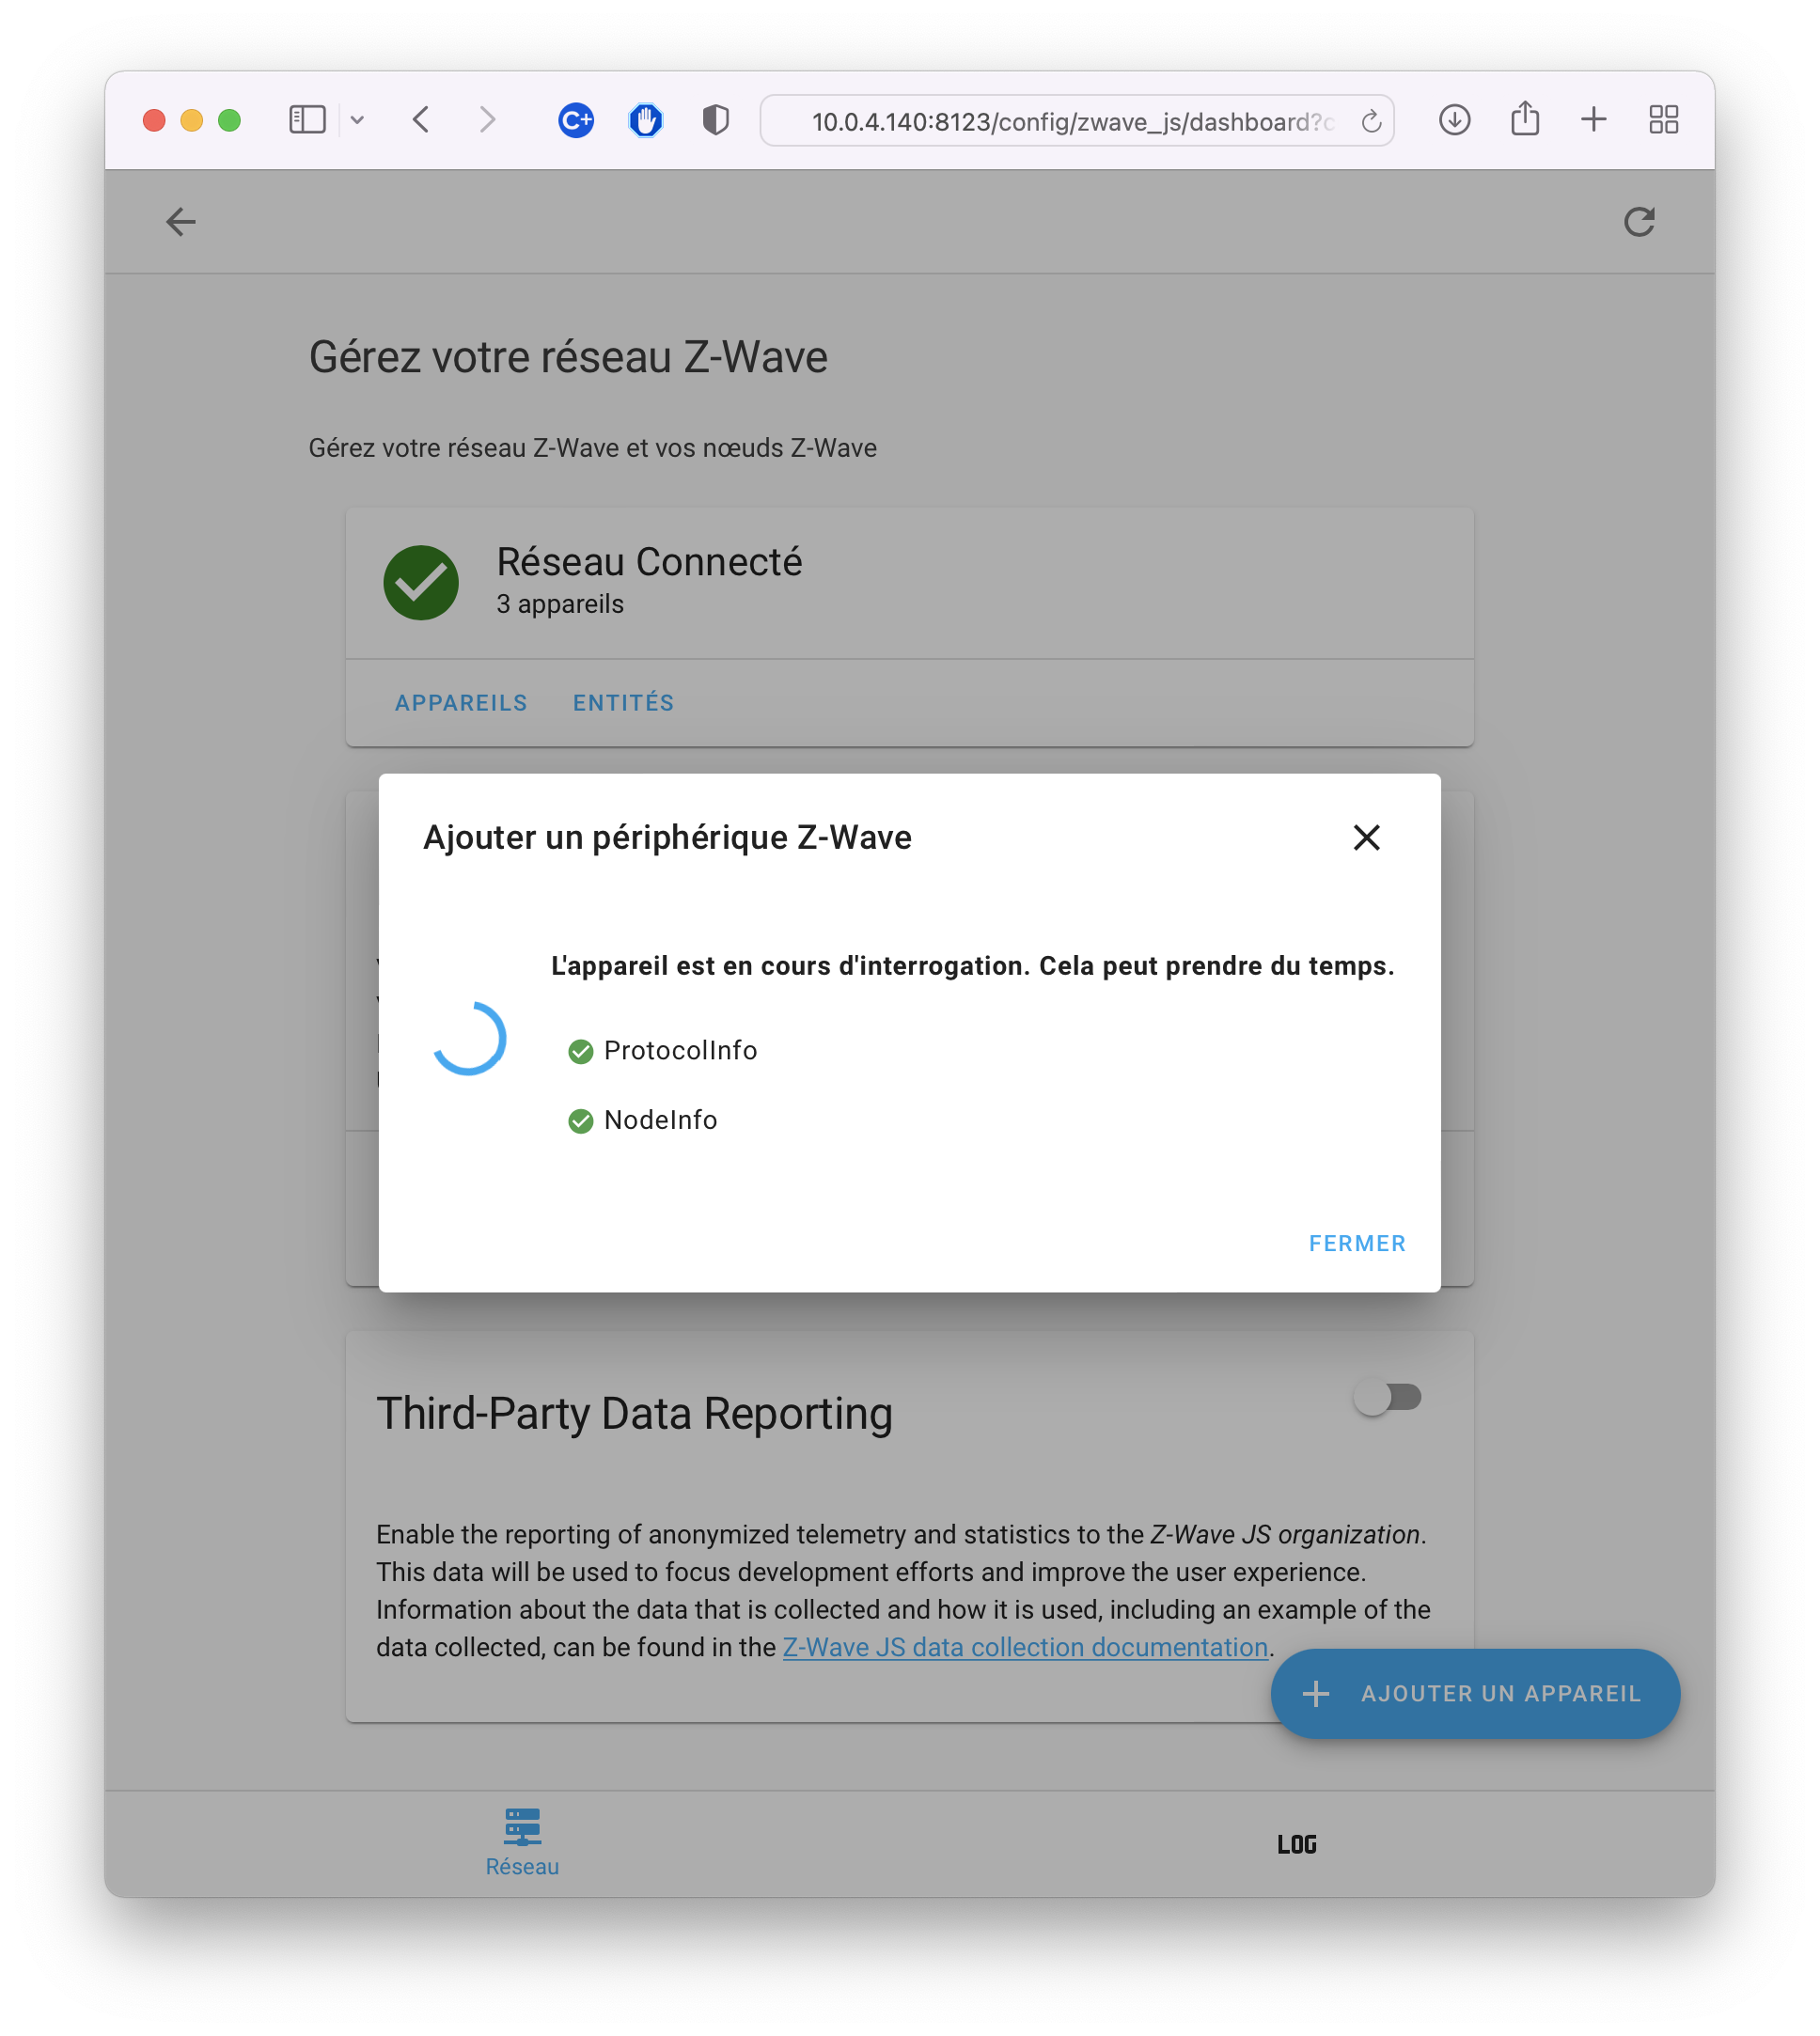 10.0.4.140:8123/config/zwave_js/dashboard?c
Gérez votre réseau Z-Wave
Gérez votre réseau Z-Wave et vos nœuds Z-Wave
Réseau Connecté
3 appareils
APPAREILS ENTITÉS
Ajouter un périphérique Z-Wave
L'appareil est en cours d'interrogation. Cela peut prendre du temps.
ProtocolInfo
NodeInfo
FERMER
Third-Party Data Reporting
Enable the reporting of anonymized telemetry and statistics to the Z-Wave JS organization.
This data will be used to focus development efforts and improve the user experience.
Information about the data that is collected and how it is used, including an example of the
data collected, can be found in the Z-Wave JS data collection documentation.
AJOUTER UN APPAREIL
Réseau
LOG